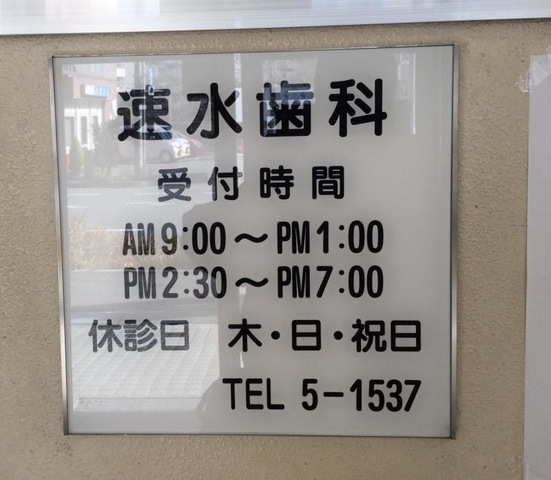 速水歯科
受付時間
AM9:00〜PM1:00
PM2:30〜PM7:00
休診日 木・日・祝日
TEL 5-1537